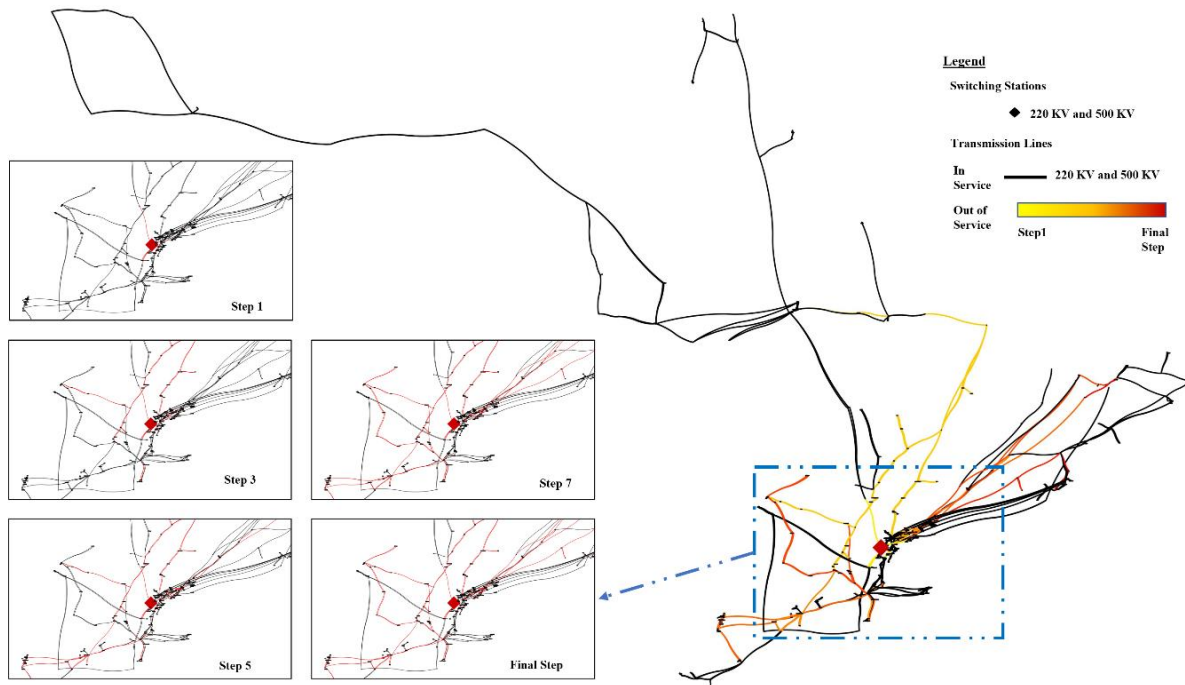 Legend
Switching Stations
220 KV and 500 KV
Transmission Lines
In
Service
220 KV and 500 KV
Out of
Service
Step1
Final
Step
Step 1
Step 3
Step 7
Step 5
Final Step